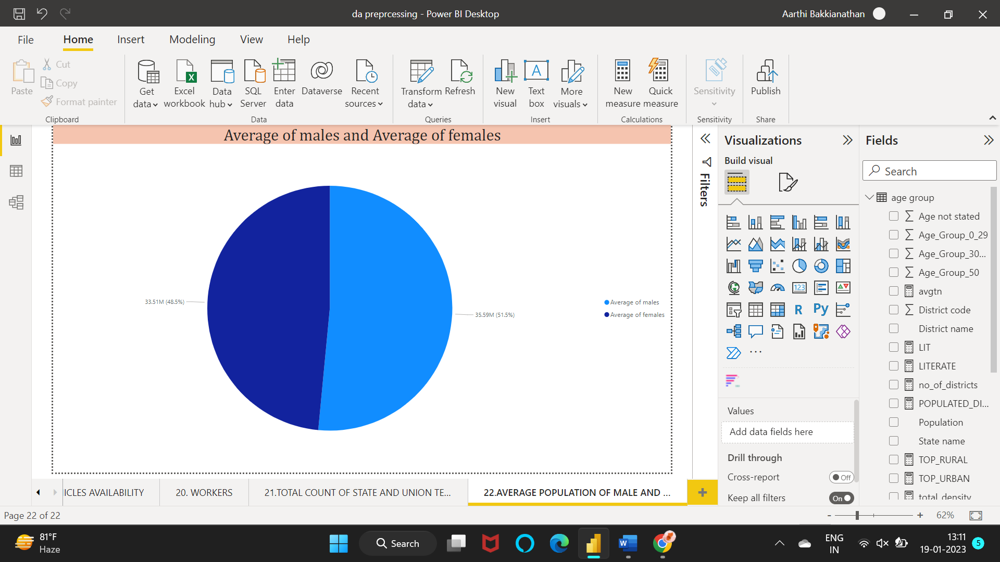 da preprcessing - Power BI Desktop
Aarthi Bakkianathan
File Home Insert Modeling View Help
Paste
Cut
Copy
Format painter
Clipboard
Get data
Excel workbook
Data hub
SQL Server
Enter data
Dataverse
Recent sources
Data
Transform data
Refresh
Queries
New visual
Text box
More visuals
Insert
New measure
Quick measure
Calculations
Sensitivity
Sensitivity
Publish
Share
Average of males and Average of females
33.51M (48.5%)
35.59M (51.5%)
Average of males
Average of females
Filters
Visualizations
Build visual
123
R
Py
Values
Add data fields here
Drill through
Cross-report
Off
Keep all filters
On
Fields
Search
age group
Age not stated
Age_Group_0_29
Age_Group_30...
Age_Group_50
avgtn
District code
District name
LIT
LITERATE
no_of_districts
POPULATED_DI...
Population
State name
TOP_RURAL
TOP_URBAN
total_density
ICLES AVAILABILITY
20. WORKERS
21.TOTAL COUNT OF STATE AND UNION TE...
22.AVERAGE POPULATION OF MALE AND ...
Page 22 of 22
- + 62%
81°F
Haze
Search
ENG
IN
13:11
19-01-2023
5